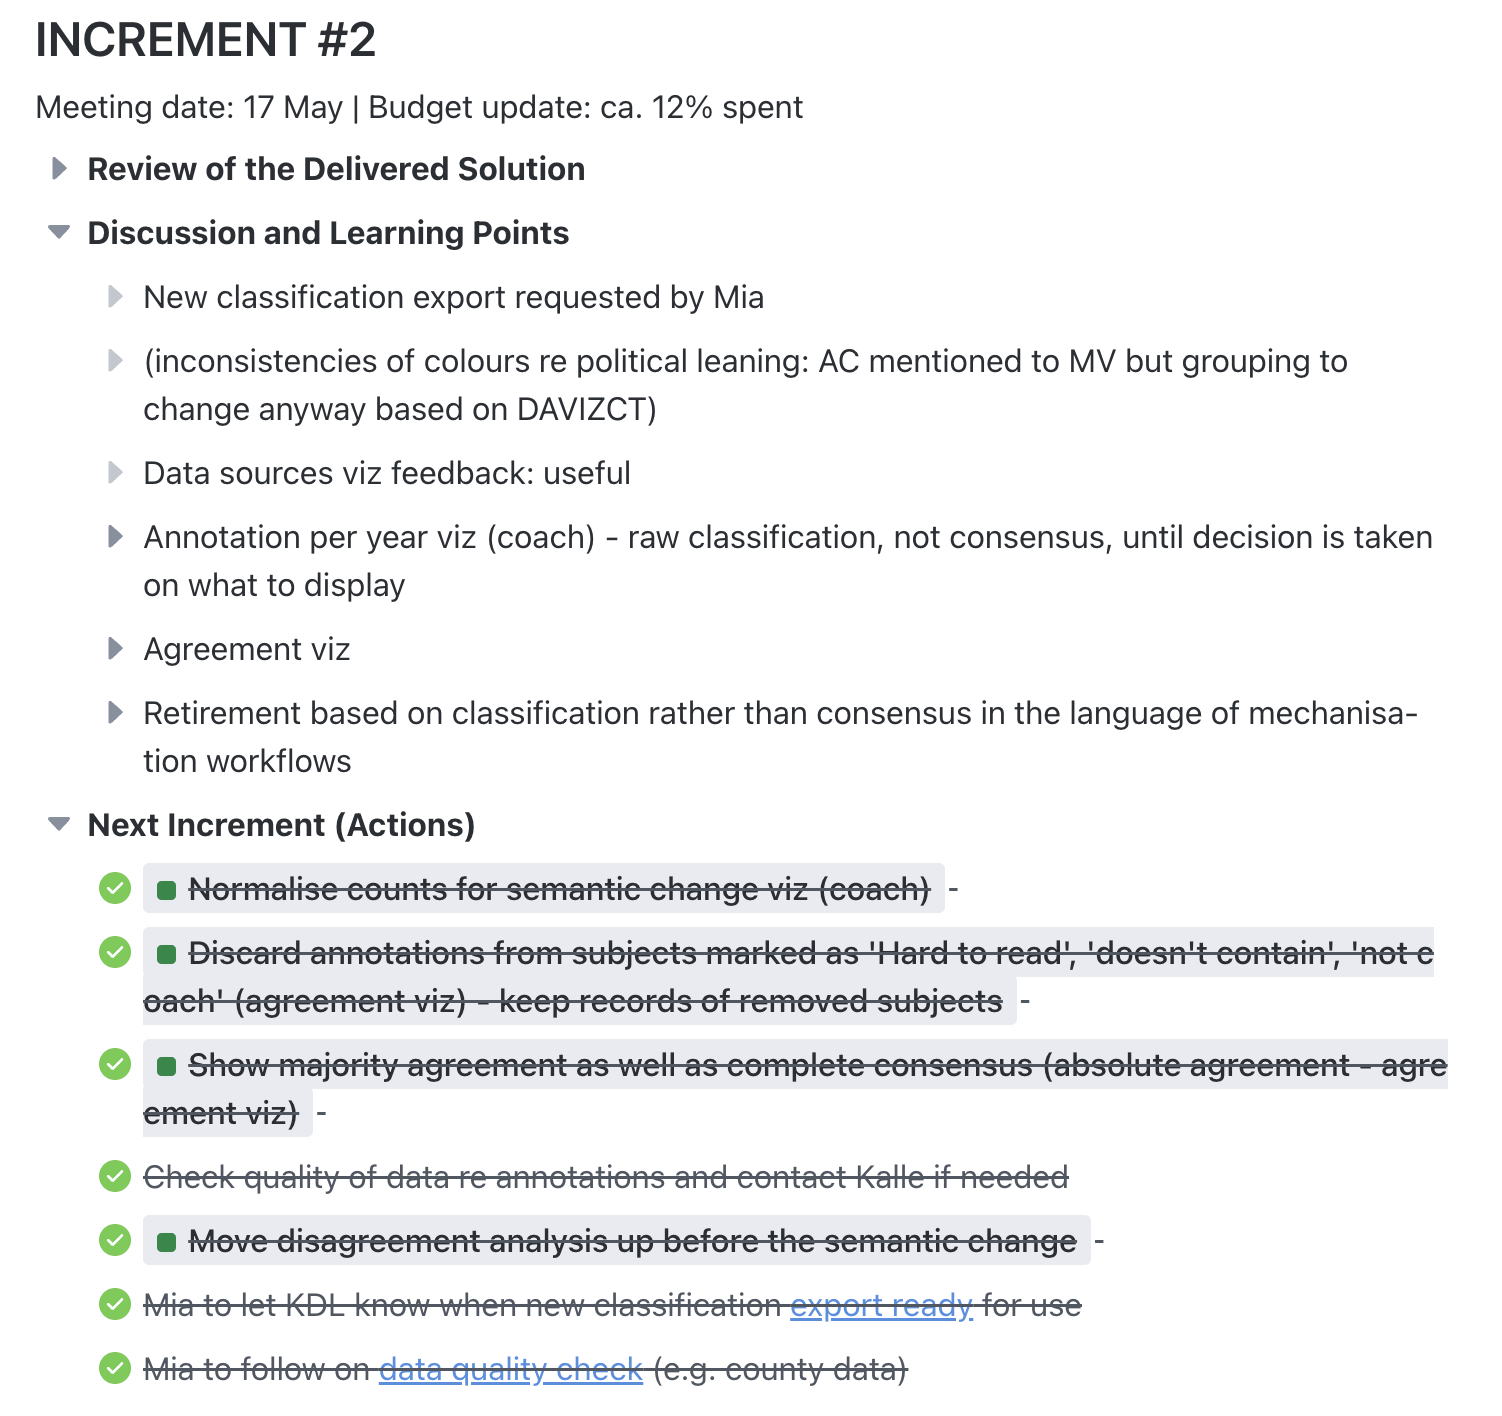 INCREMENT #2
Meeting date: 17 May | Budget update: ca. 12% spent
Review of the Delivered Solution
Discussion and Learning Points
New classification export requested by Mia
(inconsistencies of colours re political leaning: AC mentioned to MV but grouping to
change anyway based on DAVIZCT)
Data sources viz feedback: useful
Annotation per year viz (coach) - raw classification, not consensus, until decision is taken
on what to display
Agreement viz
Retirement based on classification rather than consensus in the language of mechanisa-
tion workflows
Next Increment (Actions)
Normalise counts for semantic change viz (coach) -
Discard annotations from subjects marked as 'Hard to read', 'doesn't contain', 'not c
oach' (agreement viz) - keep records of removed subjects -
Show majority agreement as well as complete consensus (absolute agreement - agre
ement viz) -
Check quality of data re annotations and contact Kalle if needed
Move disagreement analysis up before the semantic change -
Mia to let KDL know when new classification export ready for use
Mia to follow on data quality check (e.g. county data)